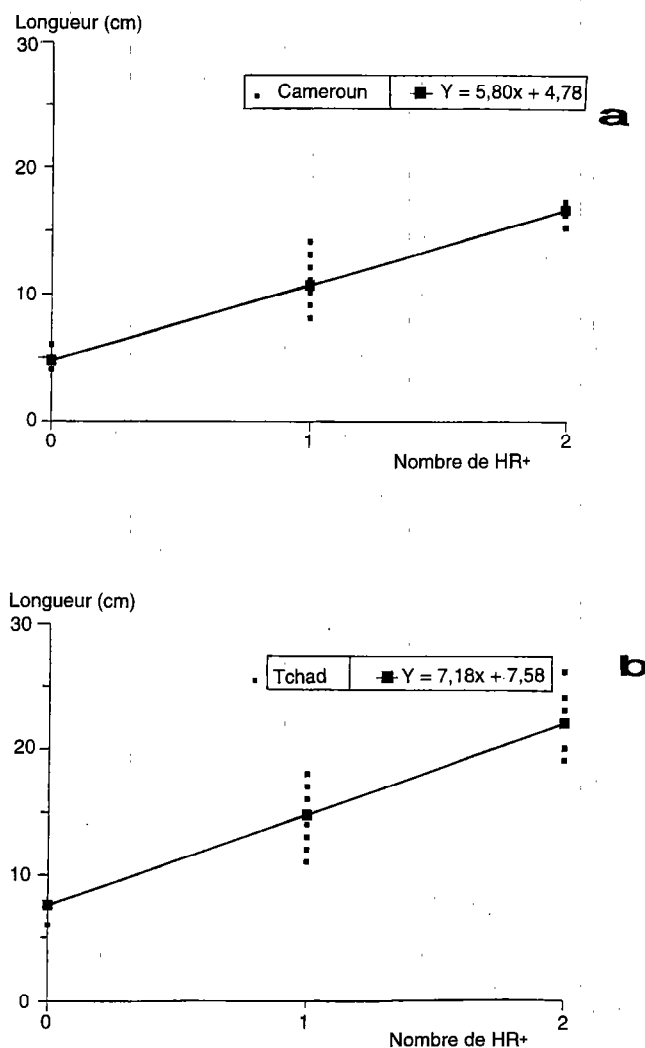 Longueur (cm)
30
Cameroun Y = 5,80x + 4,78
a
20
10
0
0 1 2
Nombre de HR+
Longueur (cm)
30
Tchad Y = 7,18x + 7,58
b
20
10
0
0 1 2
Nombre de HR+